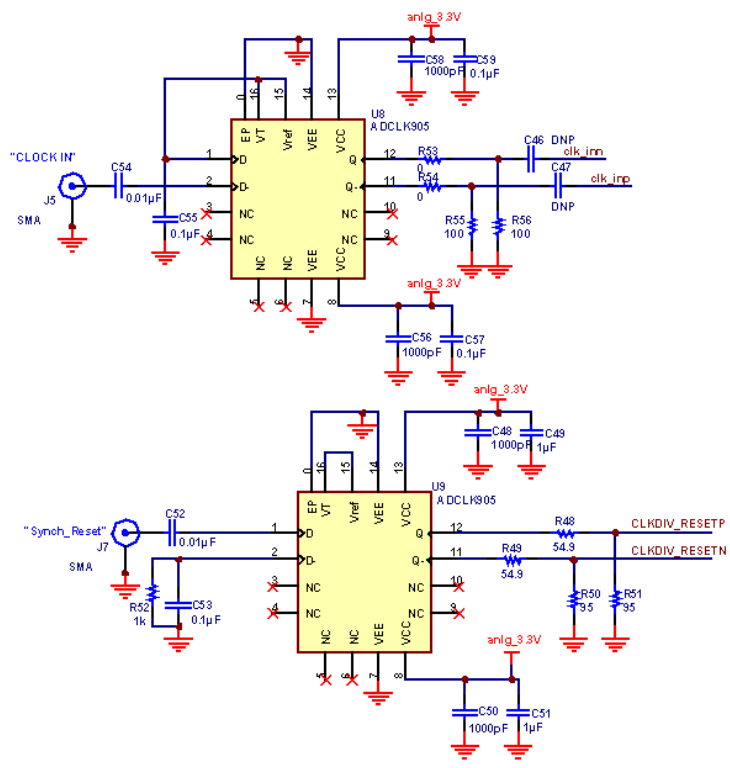 anlg_3.3V
C58
1000pF
C59
0.1µF
0
EP
16
VT
15
Vref
14
VEE
13
VCC
U8
ADCLK905
"CLOCK IN"
J5
SMA
C54
0.01µF
C55
0.1µF
1
D
2
D-
3
NC
4
NC
12
Q
11
Q-
10
NC
9
NC
R53
0
R54
0
C46
DNP
clk_inn
C47
DNP
clk_inp
R55
100
R56
100
NC
5
NC
6
VEE
7
VCC
8
anlg_3.3V
C56
1000pF
C57
0.1µF
anlg_3.3V
C48
1000pF
C49
1µF
0
EP
16
VT
15
Vref
14
VEE
13
VCC
U9
ADCLK905
"Synch_Reset"
J7
SMA
C52
0.01µF
R52
1k
C53
0.1µF
1
D
2
D-
3
NC
4
NC
12
Q
11
Q-
10
NC
9
NC
R48
54.9
CLKDIV_RESETP
R49
54.9
CLKDIV_RESETN
R50
95
R51
95
NC
5
NC
6
VEE
7
VCC
8
anlg_3.3V
C50
1000pF
C51
1µF